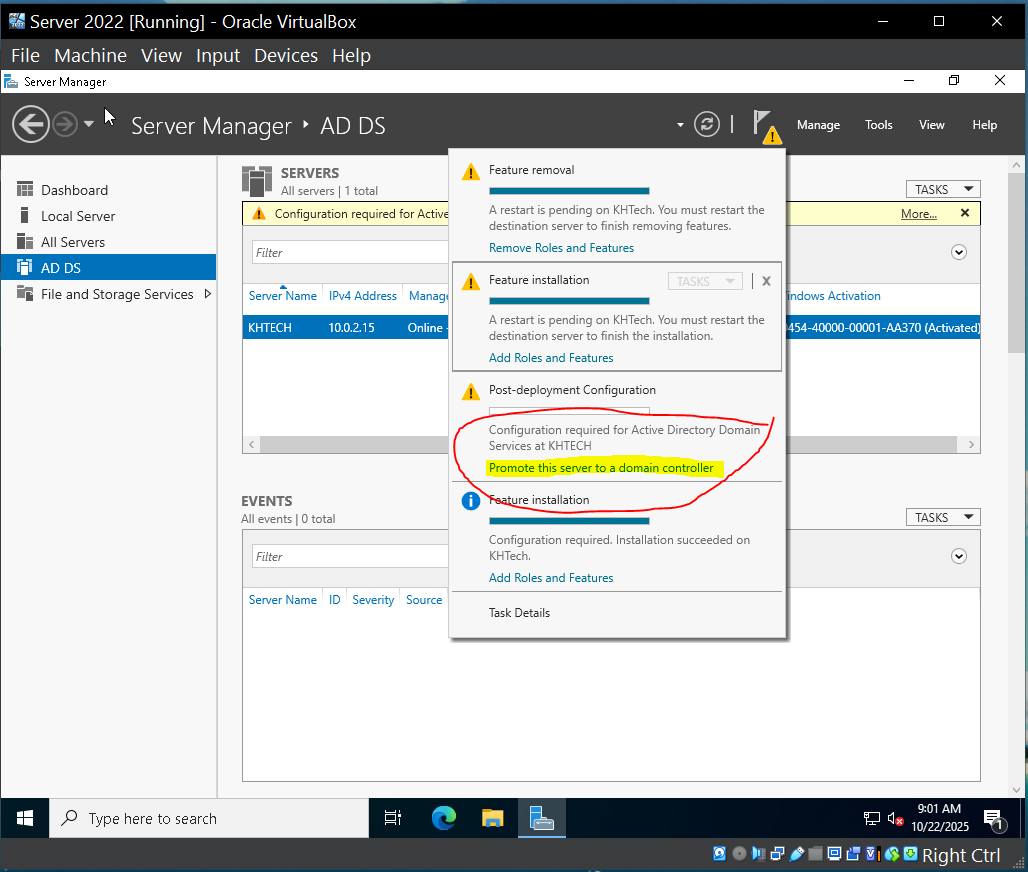 Server 2022 [Running] - Oracle VirtualBox
File Machine View Input Devices Help
Server Manager
Server Manager • AD DS
Manage Tools View Help
Dashboard
Local Server
All Servers
AD DS
File and Storage Services
SERVERS
All servers | 1 total
TASKS
Configuration required for Active
More...
Filter
Server Name IPv4 Address Manage
Windows Activation
KHTECH 10.0.2.15 Online -
0454-40000-00001-AA370 (Activated)
Feature removal
A restart is pending on KHTech. You must restart the
destination server to finish removing features.
Remove Roles and Features
Feature installation
TASKS
X
A restart is pending on KHTech. You must restart the
destination server to finish the installation.
Add Roles and Features
Post-deployment Configuration
Configuration required for Active Directory Domain
Services at KHTECH
Promote this server to a domain controller
Feature installation
Configuration required. Installation succeeded on
KHTech.
Add Roles and Features
Task Details
EVENTS
All events | 0 total
TASKS
Filter
Server Name ID Severity Source
Type here to search
9:01 AM
10/22/2025
1
Right Ctrl